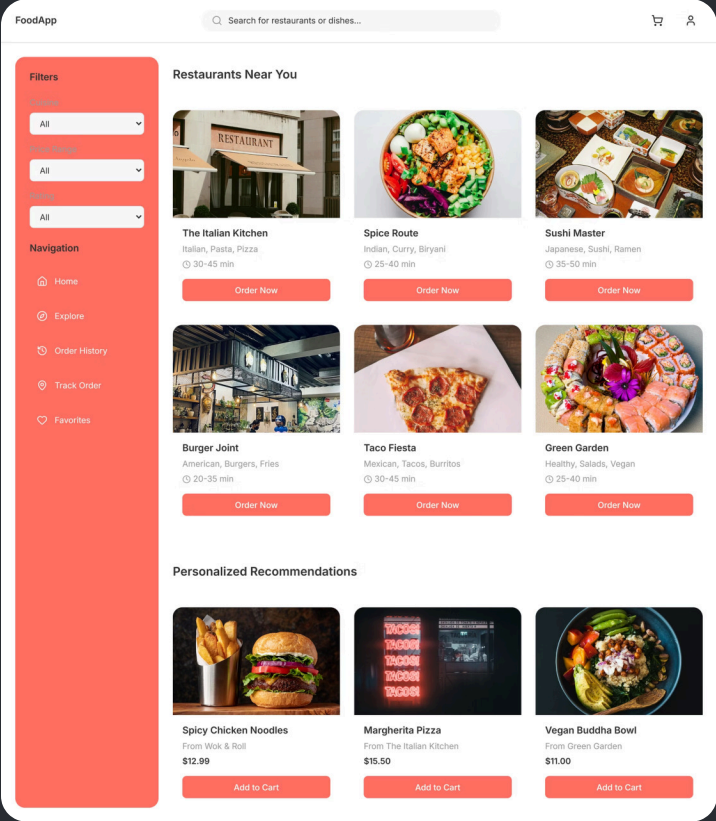 FoodApp
Search for restaurants or dishes...
Filters
All
All
All
Navigation
Home
Explore
Order History
Track Order
Favorites
Restaurants Near You
RESTAURANT
The Italian Kitchen
Italian, Pasta, Pizza
30-45 min
Order Now
Spice Route
Indian, Curry, Biryani
25-40 min
Order Now
Sushi Master
Japanese, Sushi, Ramen
35-50 min
Order Now
Burger Joint
American, Burgers, Fries
20-35 min
Order Now
Taco Fiesta
Mexican, Tacos, Burritos
30-45 min
Order Now
Green Garden
Healthy, Salads, Vegan
25-40 min
Order Now
Personalized Recommendations
Spicy Chicken Noodles
From Wok & Roll
$12.99
Add to Cart
TACOS!
TACOS!
TACOS!
TACOS!
TACOS!
Margherita Pizza
From The Italian Kitchen
$15.50
Add to Cart
Vegan Buddha Bowl
From Green Garden
$11.00
Add to Cart